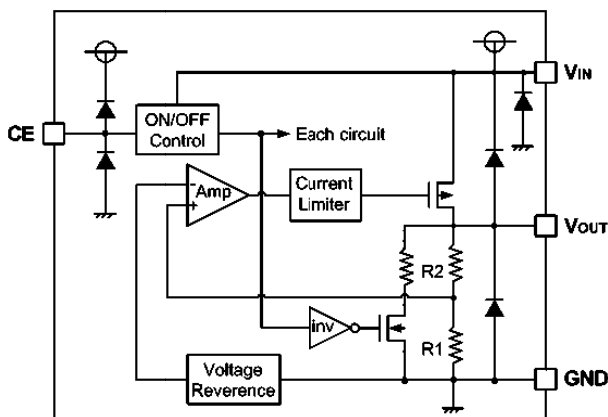 VIN
CE
ON/OFF
Control
Each circuit
-
Amp
+
Current
Limiter
VOUT
R2
inv
R1
Voltage
Reverence
GND